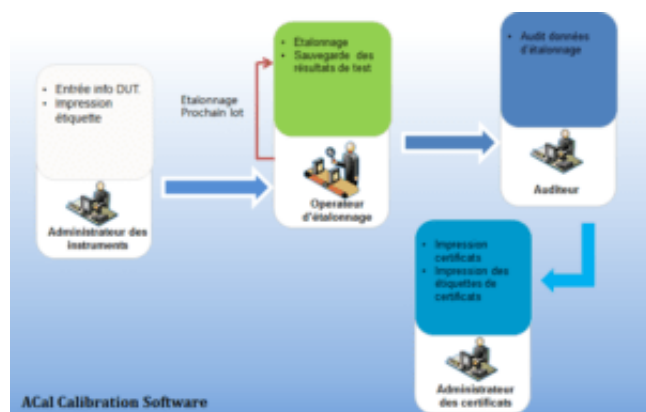 • Entrée info DUT.
• impression
étiquette
Administrateur des
instruments
Etalonnage
Prochain lot
• Etalonnage
• Sauvegarde des
résultats de test
Operateur
d'étalonnage
• Audit données
d'étalonnage
Auditeur
• Impression
certificats
• Impression des
étiquettes de
certificats
Administrateur
des certificats
ACal Calibration Software